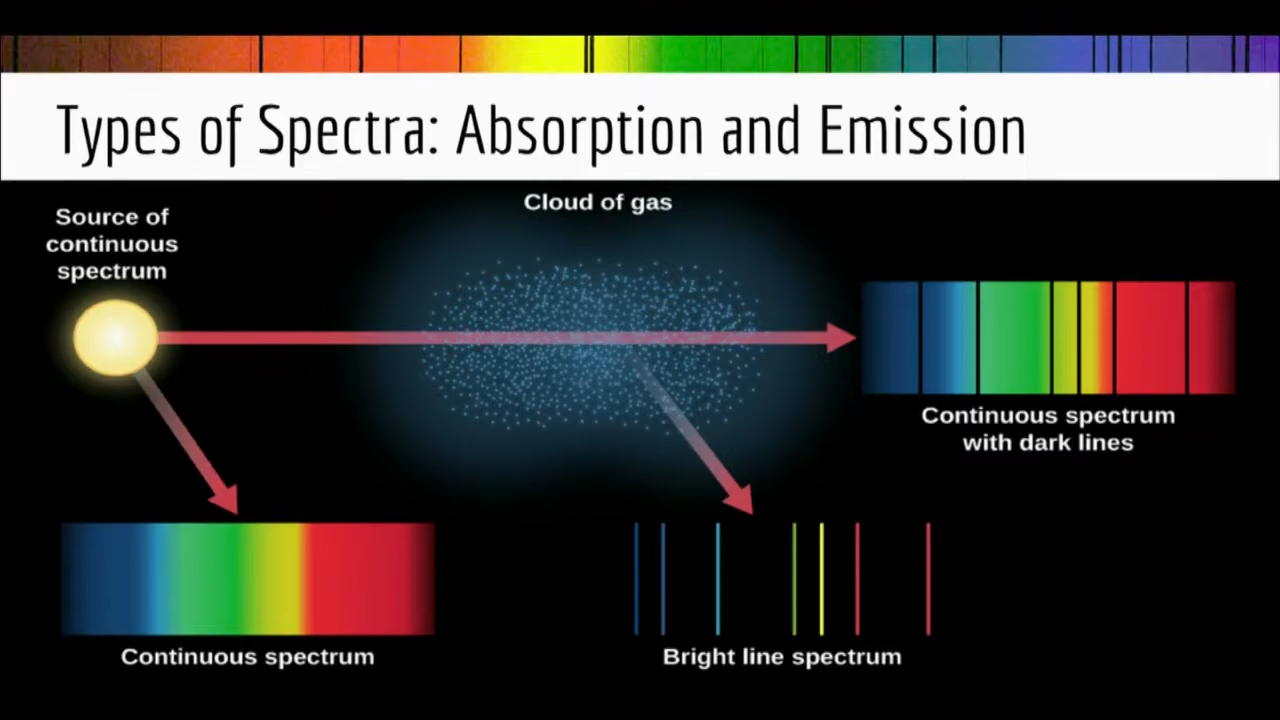 Types of Spectra: Absorption and Emission
Cloud of gas
Source of
continuous
spectrum
Continuous spectrum
with dark lines
Continuous spectrum
Bright line spectrum